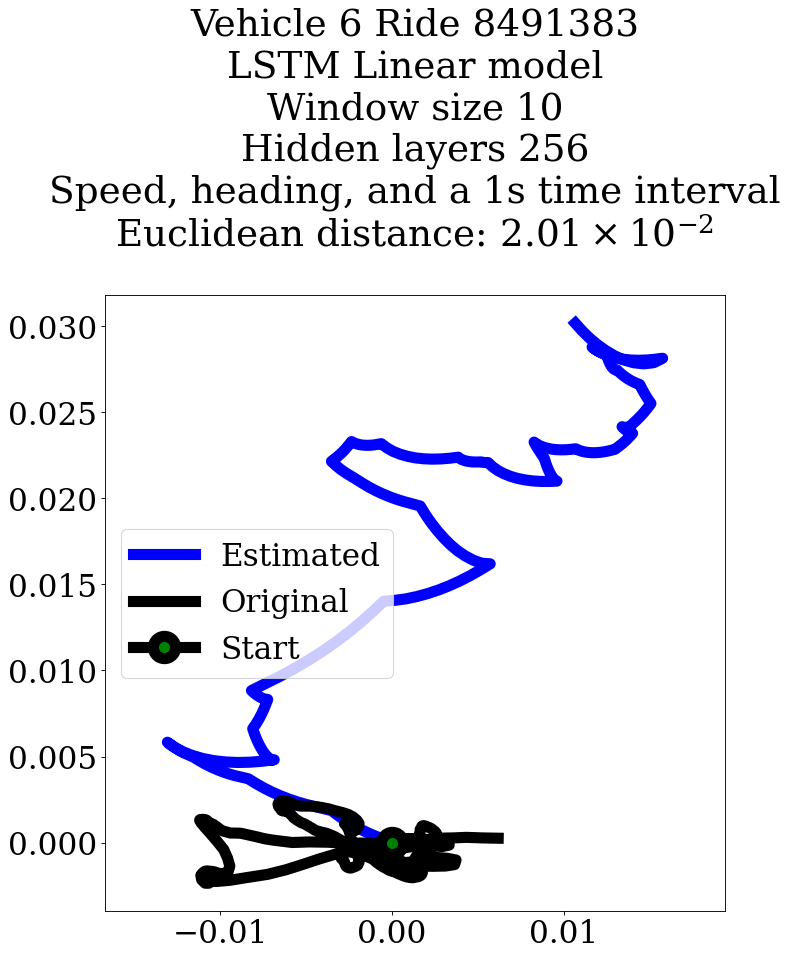 Vehicle 6 Ride 8491383
LSTM Linear model
Window size 10
Hidden layers 256
Speed, heading, and a 1s time interval
Euclidean distance: 2.01 × 10⁻²
0.030
0.025
0.020
0.015
0.010
0.005
0.000
Estimated
Original
Start
−0.01
0.00
0.01